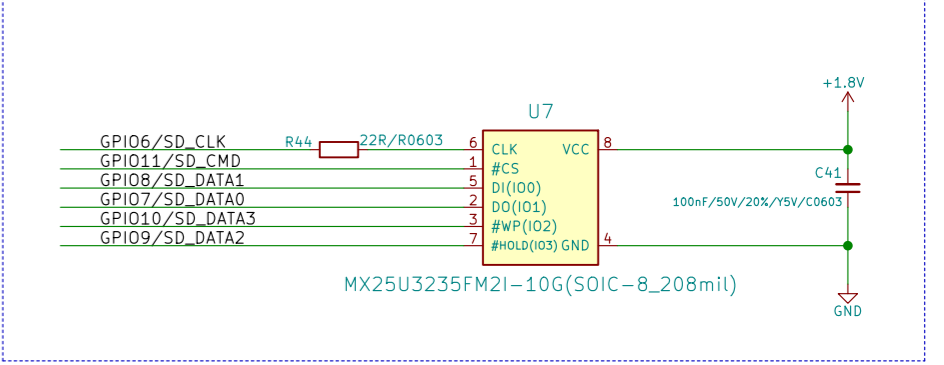 +1.8V
U7
GPIO6/SD_CLK R44 22R/R0603 6 CLK VCC 8
GPIO11/SD_CMD 1 #CS
C41
GPIO8/SD_DATA1 5 DI(IO0)
100nF/50V/20%/Y5V/C0603
GPIO7/SD_DATA0 2 DO(IO1)
GPIO10/SD_DATA3 3 #WP(IO2)
GPIO9/SD_DATA2 7 #HOLD(IO3) GND 4
MX25U3235FM2I-10G(SOIC-8_208mil)
GND